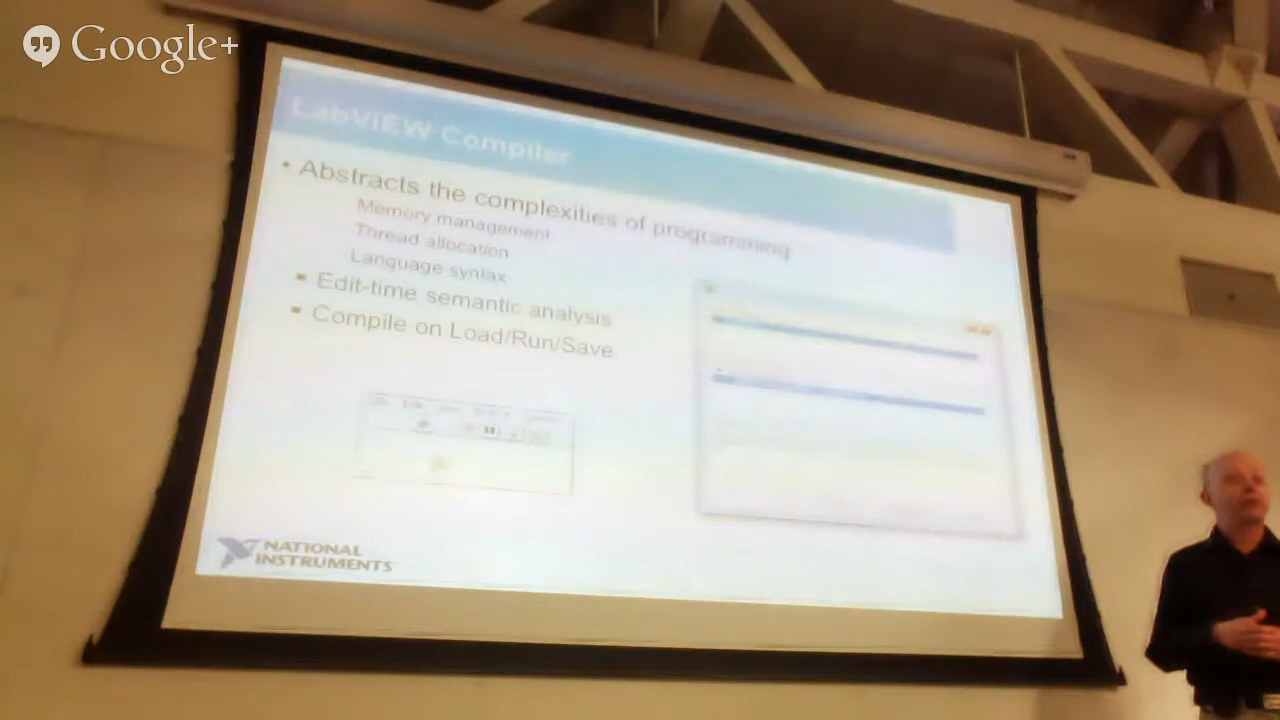 Google+
LabVIEW Compiler
• Abstracts the complexities of programming
Memory management
Thread allocation
Language syntax
▪ Edit-time semantic analysis
▪ Compile on Load/Run/Save
NATIONAL
INSTRUMENTS